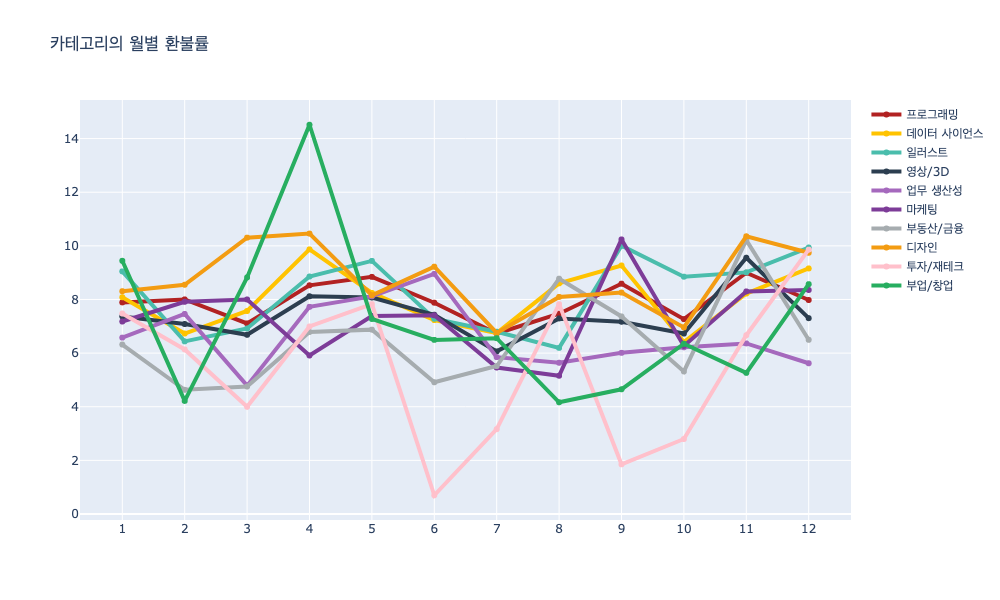 카테고리의 월별 환불률
14
12
10
8
6
4
2
0
1 2 3 4 5 6 7 8 9 10 11 12
프로그래밍
데이터 사이언스
일러스트
영상/3D
업무 생산성
마케팅
부동산/금융
디자인
투자/재테크
부업/창업